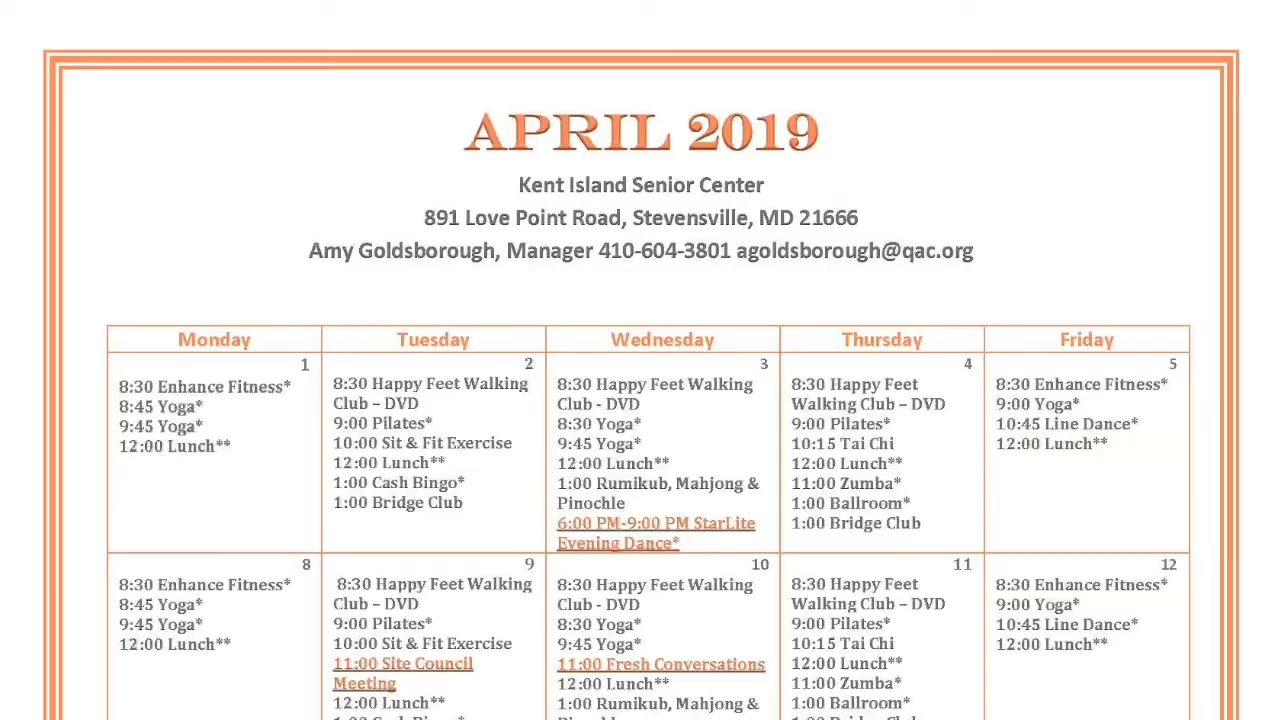 APRIL 2019
Kent Island Senior Center
891 Love Point Road, Stevensville, MD 21666
Amy Goldsborough, Manager 410-604-3801 agoldsborough@qac.org
Monday
Tuesday
Wednesday
Thursday
Friday
1
8:30 Enhance Fitness*
8:45 Yoga*
9:45 Yoga*
12:00 Lunch**
2
8:30 Happy Feet Walking
Club – DVD
9:00 Pilates*
10:00 Sit & Fit Exercise
12:00 Lunch**
1:00 Cash Bingo*
1:00 Bridge Club
3
8:30 Happy Feet Walking
Club - DVD
8:30 Yoga*
9:45 Yoga*
12:00 Lunch**
1:00 Rumikub, Mahjong &
Pinochle
6:00 PM-9:00 PM StarLite
Evening Dance*
4
8:30 Happy Feet
Walking Club – DVD
9:00 Pilates*
10:15 Tai Chi
12:00 Lunch**
11:00 Zumba*
1:00 Ballroom*
1:00 Bridge Club
5
8:30 Enhance Fitness*
9:00 Yoga*
10:45 Line Dance*
12:00 Lunch**
8
8:30 Enhance Fitness*
8:45 Yoga*
9:45 Yoga*
12:00 Lunch**
9
8:30 Happy Feet Walking
Club – DVD
9:00 Pilates*
10:00 Sit & Fit Exercise
11:00 Site Council
Meeting
12:00 Lunch**
1:00 Cash Bingo*
10
8:30 Happy Feet Walking
Club - DVD
8:30 Yoga*
9:45 Yoga*
11:00 Fresh Conversations
12:00 Lunch**
1:00 Rumikub, Mahjong &
Pinochle
11
8:30 Happy Feet
Walking Club – DVD
9:00 Pilates*
10:15 Tai Chi
12:00 Lunch**
11:00 Zumba*
1:00 Ballroom*
1:00 Bridge Club
12
8:30 Enhance Fitness*
9:00 Yoga*
10:45 Line Dance*
12:00 Lunch**